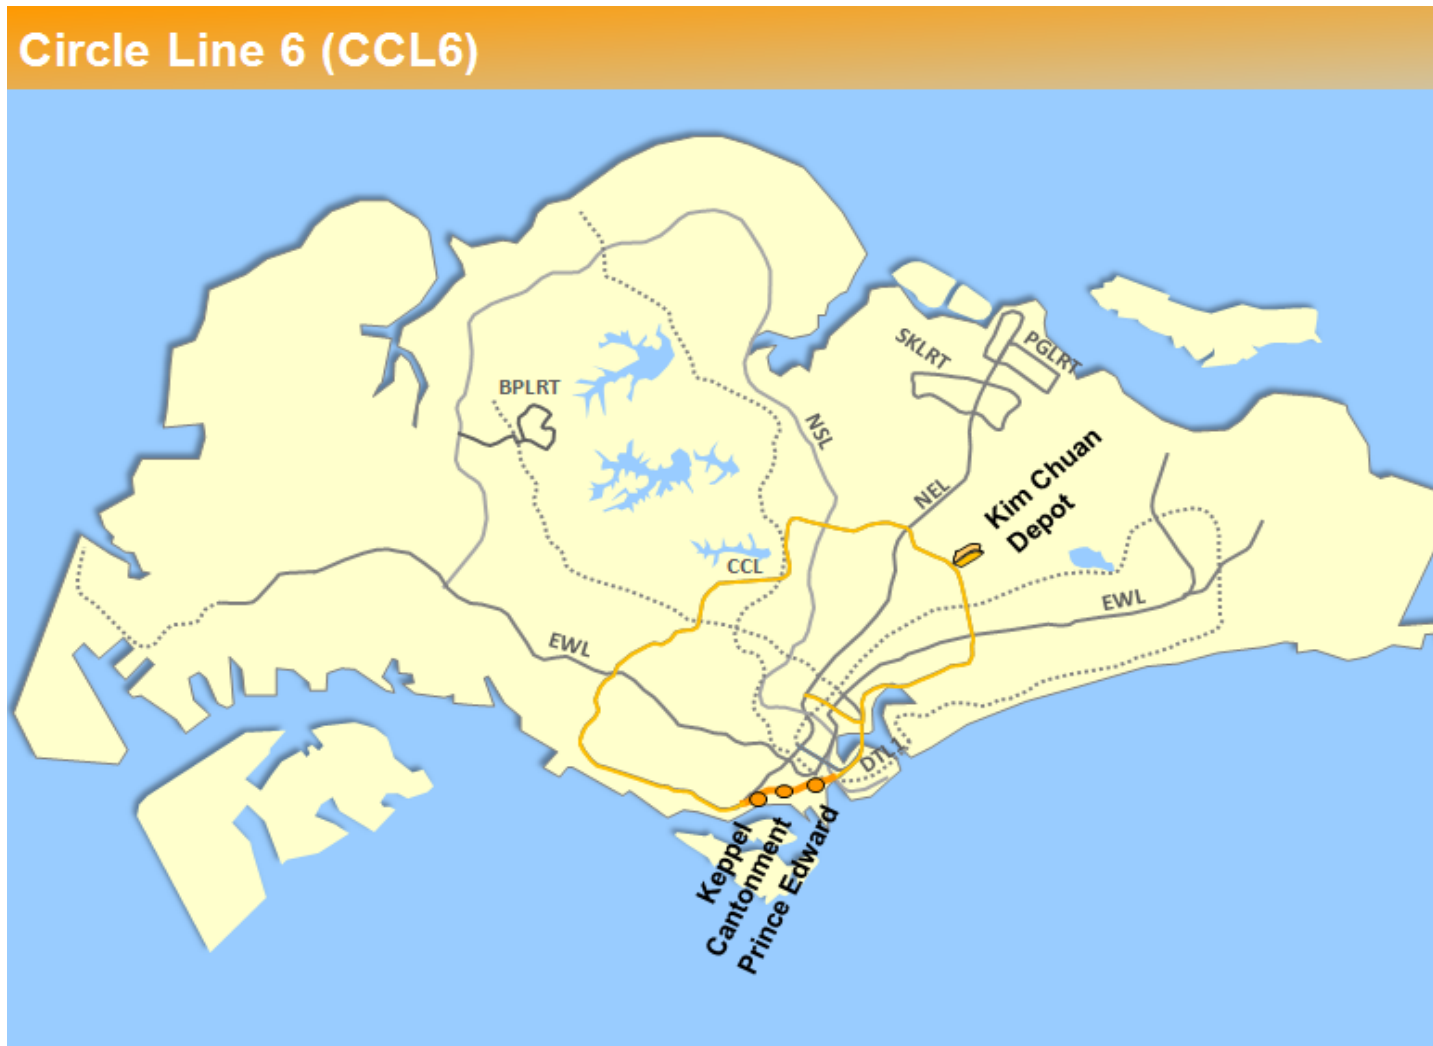 Circle Line 6 (CCL6)
SKLRT
PGLRT
BPLRT
NSL
NEL
Kim Chuan
Depot
CCL
EWL
EWL
DTL1
Keppel
Cantonment
Prince Edward